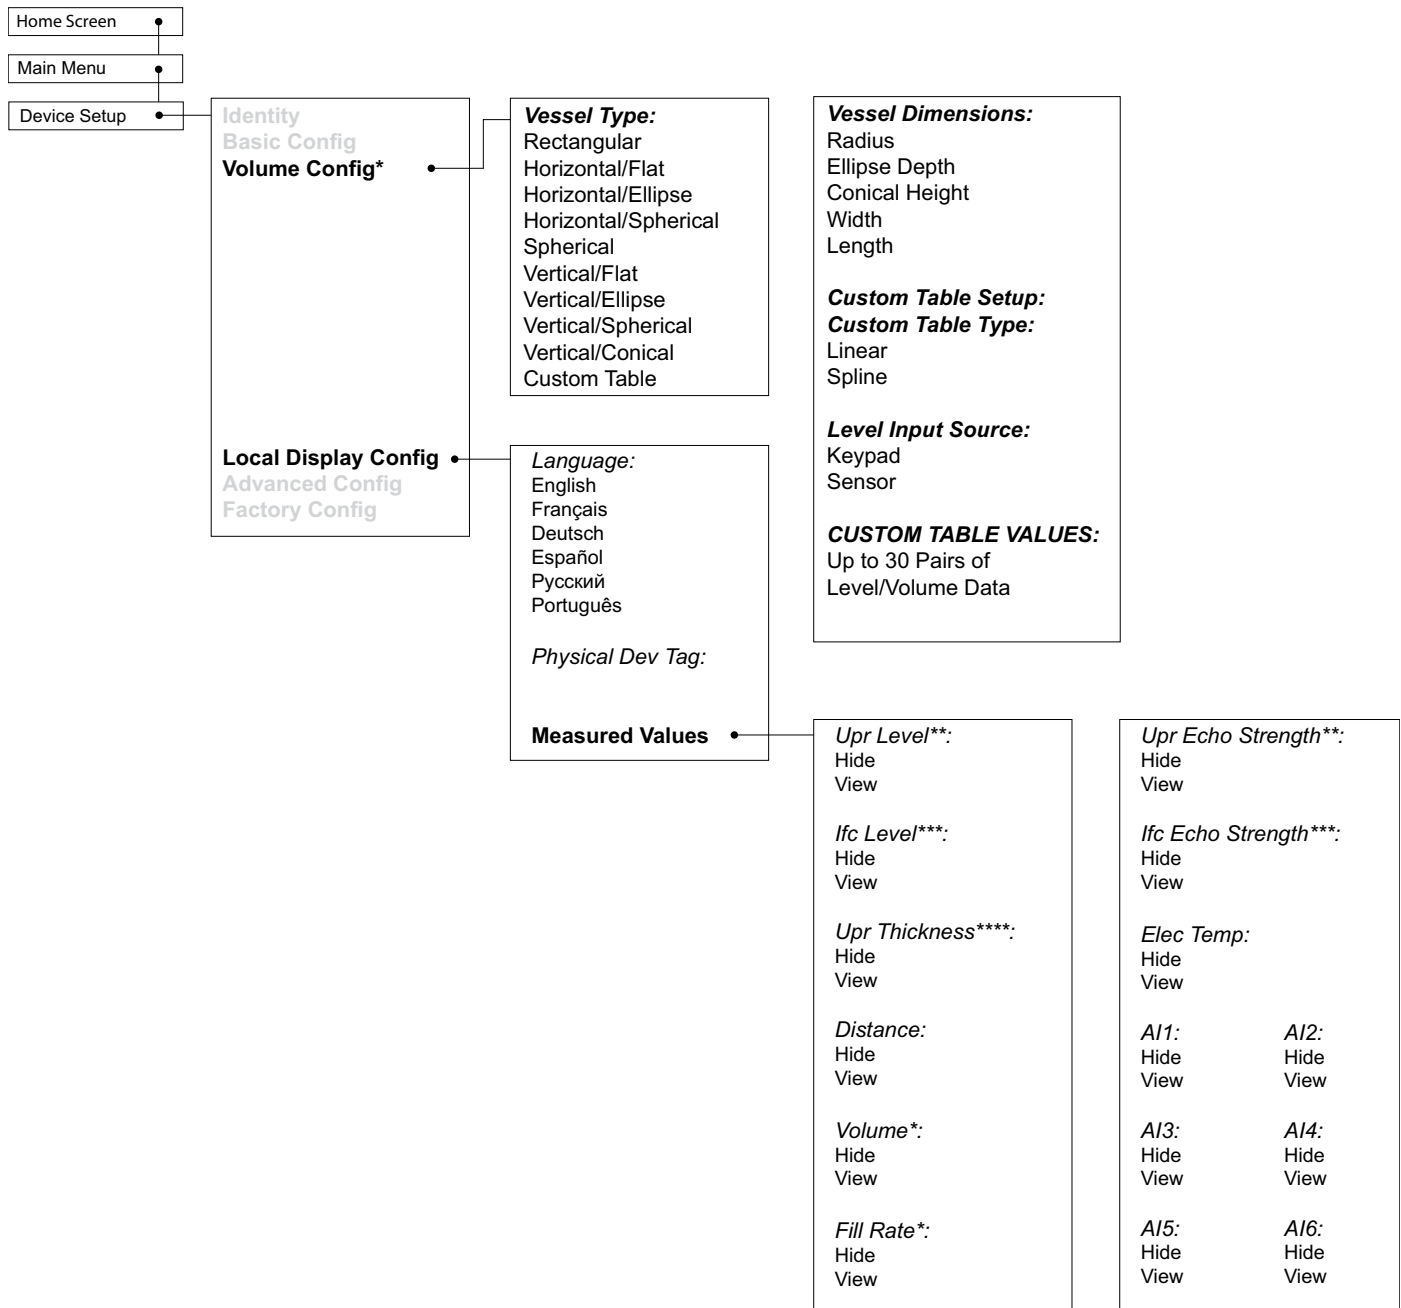 Home Screen
Main Menu
Device Setup
Identity
Basic Config
Volume Config*
Local Display Config
Advanced Config
Factory Config
Vessel Type:
Rectangular
Horizontal/Flat
Horizontal/Ellipse
Horizontal/Spherical
Spherical
Vertical/Flat
Vertical/Ellipse
Vertical/Spherical
Vertical/Conical
Custom Table
Vessel Dimensions:
Radius
Ellipse Depth
Conical Height
Width
Length
Custom Table Setup:
Custom Table Type:
Linear
Spline
Level Input Source:
Keypad
Sensor
CUSTOM TABLE VALUES:
Up to 30 Pairs of
Level/Volume Data
Language:
English
Français
Deutsch
Español
Русский
Português
Physical Dev Tag:
Measured Values
Upr Level**:
Hide
View
Ifc Level***:
Hide
View
Upr Thickness****:
Hide
View
Distance:
Hide
View
Volume*:
Hide
View
Fill Rate*:
Hide
View
Upr Echo Strength**:
Hide
View
Ifc Echo Strength***:
Hide
View
Elec Temp:
Hide
View
AI1: AI2:
Hide Hide
View View
AI3: AI4:
Hide Hide
View View
AI5: AI6:
Hide Hide
View View